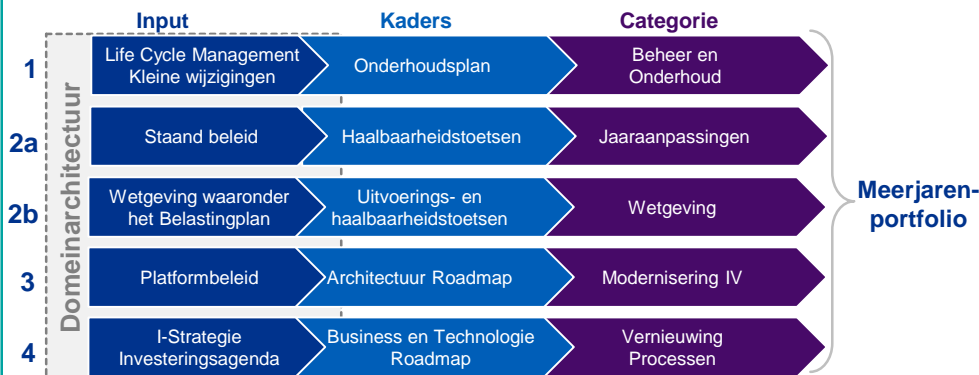 Input Kaders Categorie
1
Life Cycle Management
Kleine wijzigingen
Onderhoudsplan
Beheer en
Onderhoud
2a
Staand beleid
Haalbaarheidstoetsen
Jaaraanpassingen
2b
Wetgeving waaronder
het Belastingplan
Uitvoerings- en
haalbaarheidstoetsen
Wetgeving
3
Platformbeleid
Architectuur Roadmap
Modernisering IV
4
I-Strategie
Investeringsagenda
Business en Technologie
Roadmap
Vernieuwing
Processen
Domeinarchitectuur
Meerjaren-
portfolio